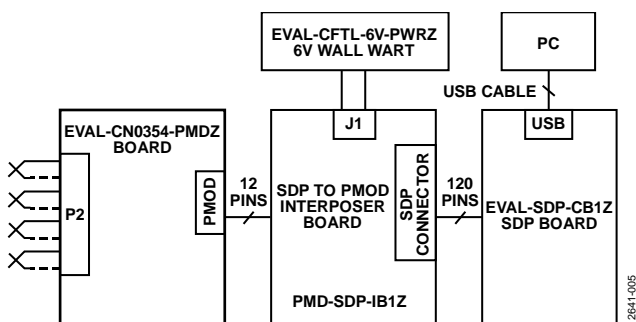 EVAL-CFTL-6V-PWRZ
6V WALL WART
PC
USB CABLE
EVAL-CN0354-PMDZ
BOARD
J1
USB
P2
PMOD
12
PINS
SDP TO PMOD
INTERPOSER
BOARD
SDP
CONNECTOR
120
PINS
EVAL-SDP-CB1Z
SDP BOARD
PMD-SDP-IB1Z
2641-005